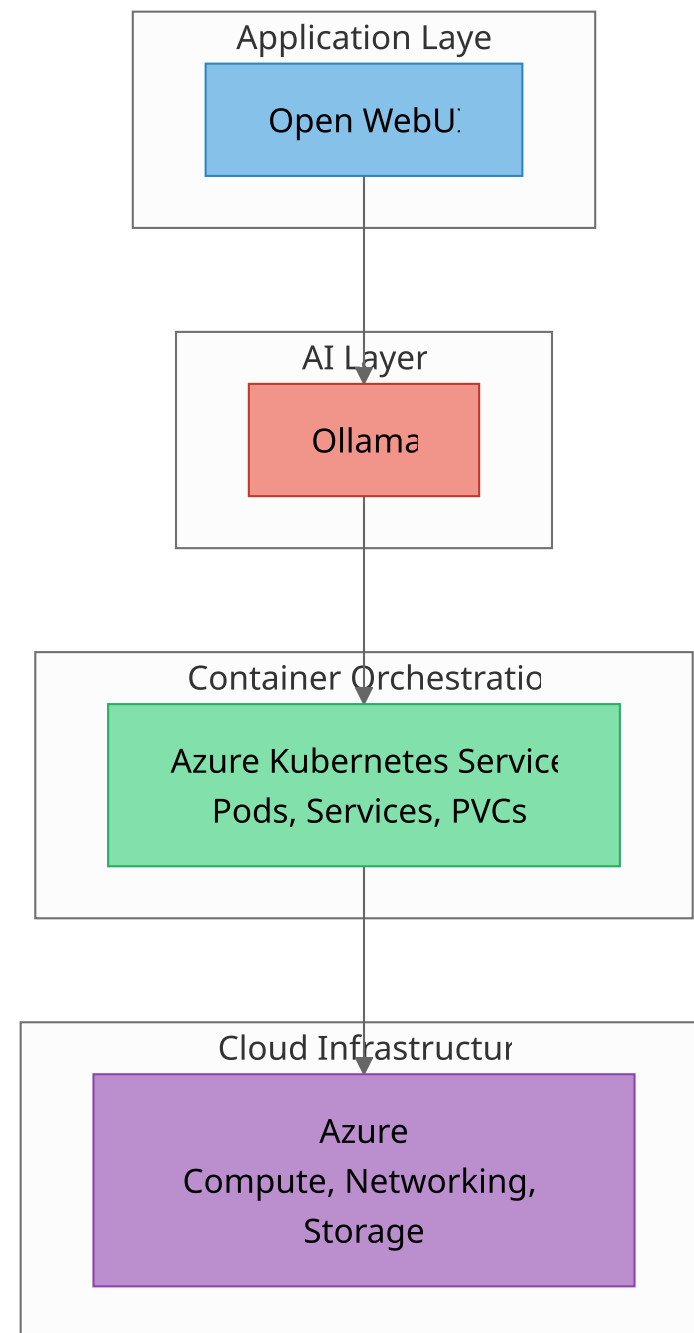 Application Laye
Open WebUI
AI Layer
Ollama
Container Orchestratio
Azure Kubernetes Service
Pods, Services, PVCs
Cloud Infrastructur
Azure
Compute, Networking,
Storage